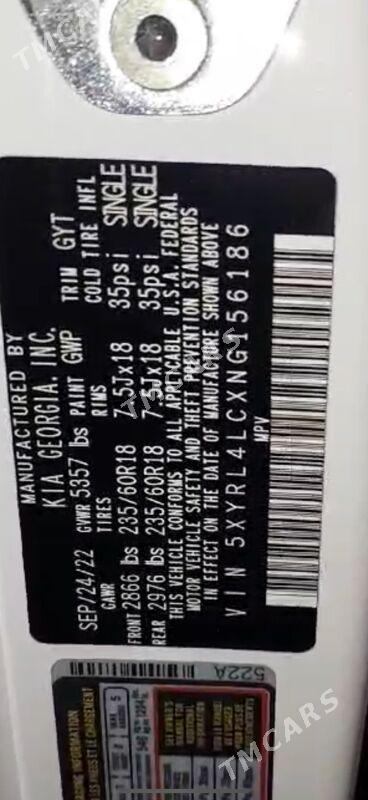 MANUFACTURED BY
KIA GEORGIA, INC.
SEP/24/22 GVWR 5357 lbs PAINT GWP TRIM GYT
GAWR TIRES RIMS COLD TIRE INFL
FRONT 2866 lbs 235/60R18 7.5Jx18 35psi SINGLE
REAR 2976 lbs 235/60R18 7.5Jx18 35psi SINGLE
THIS VEHICLE CONFORMS TO ALL APPLICABLE U.S.A. FEDERAL
MOTOR VEHICLE SAFETY AND THEFT PREVENTION STANDARDS
IN EFFECT ON THE DATE OF MANUFACTURE SHOWN ABOVE
VIN 5XYRL4LCXNG156186
MPV
522A
TMCARS
TMCARS
TMCARS